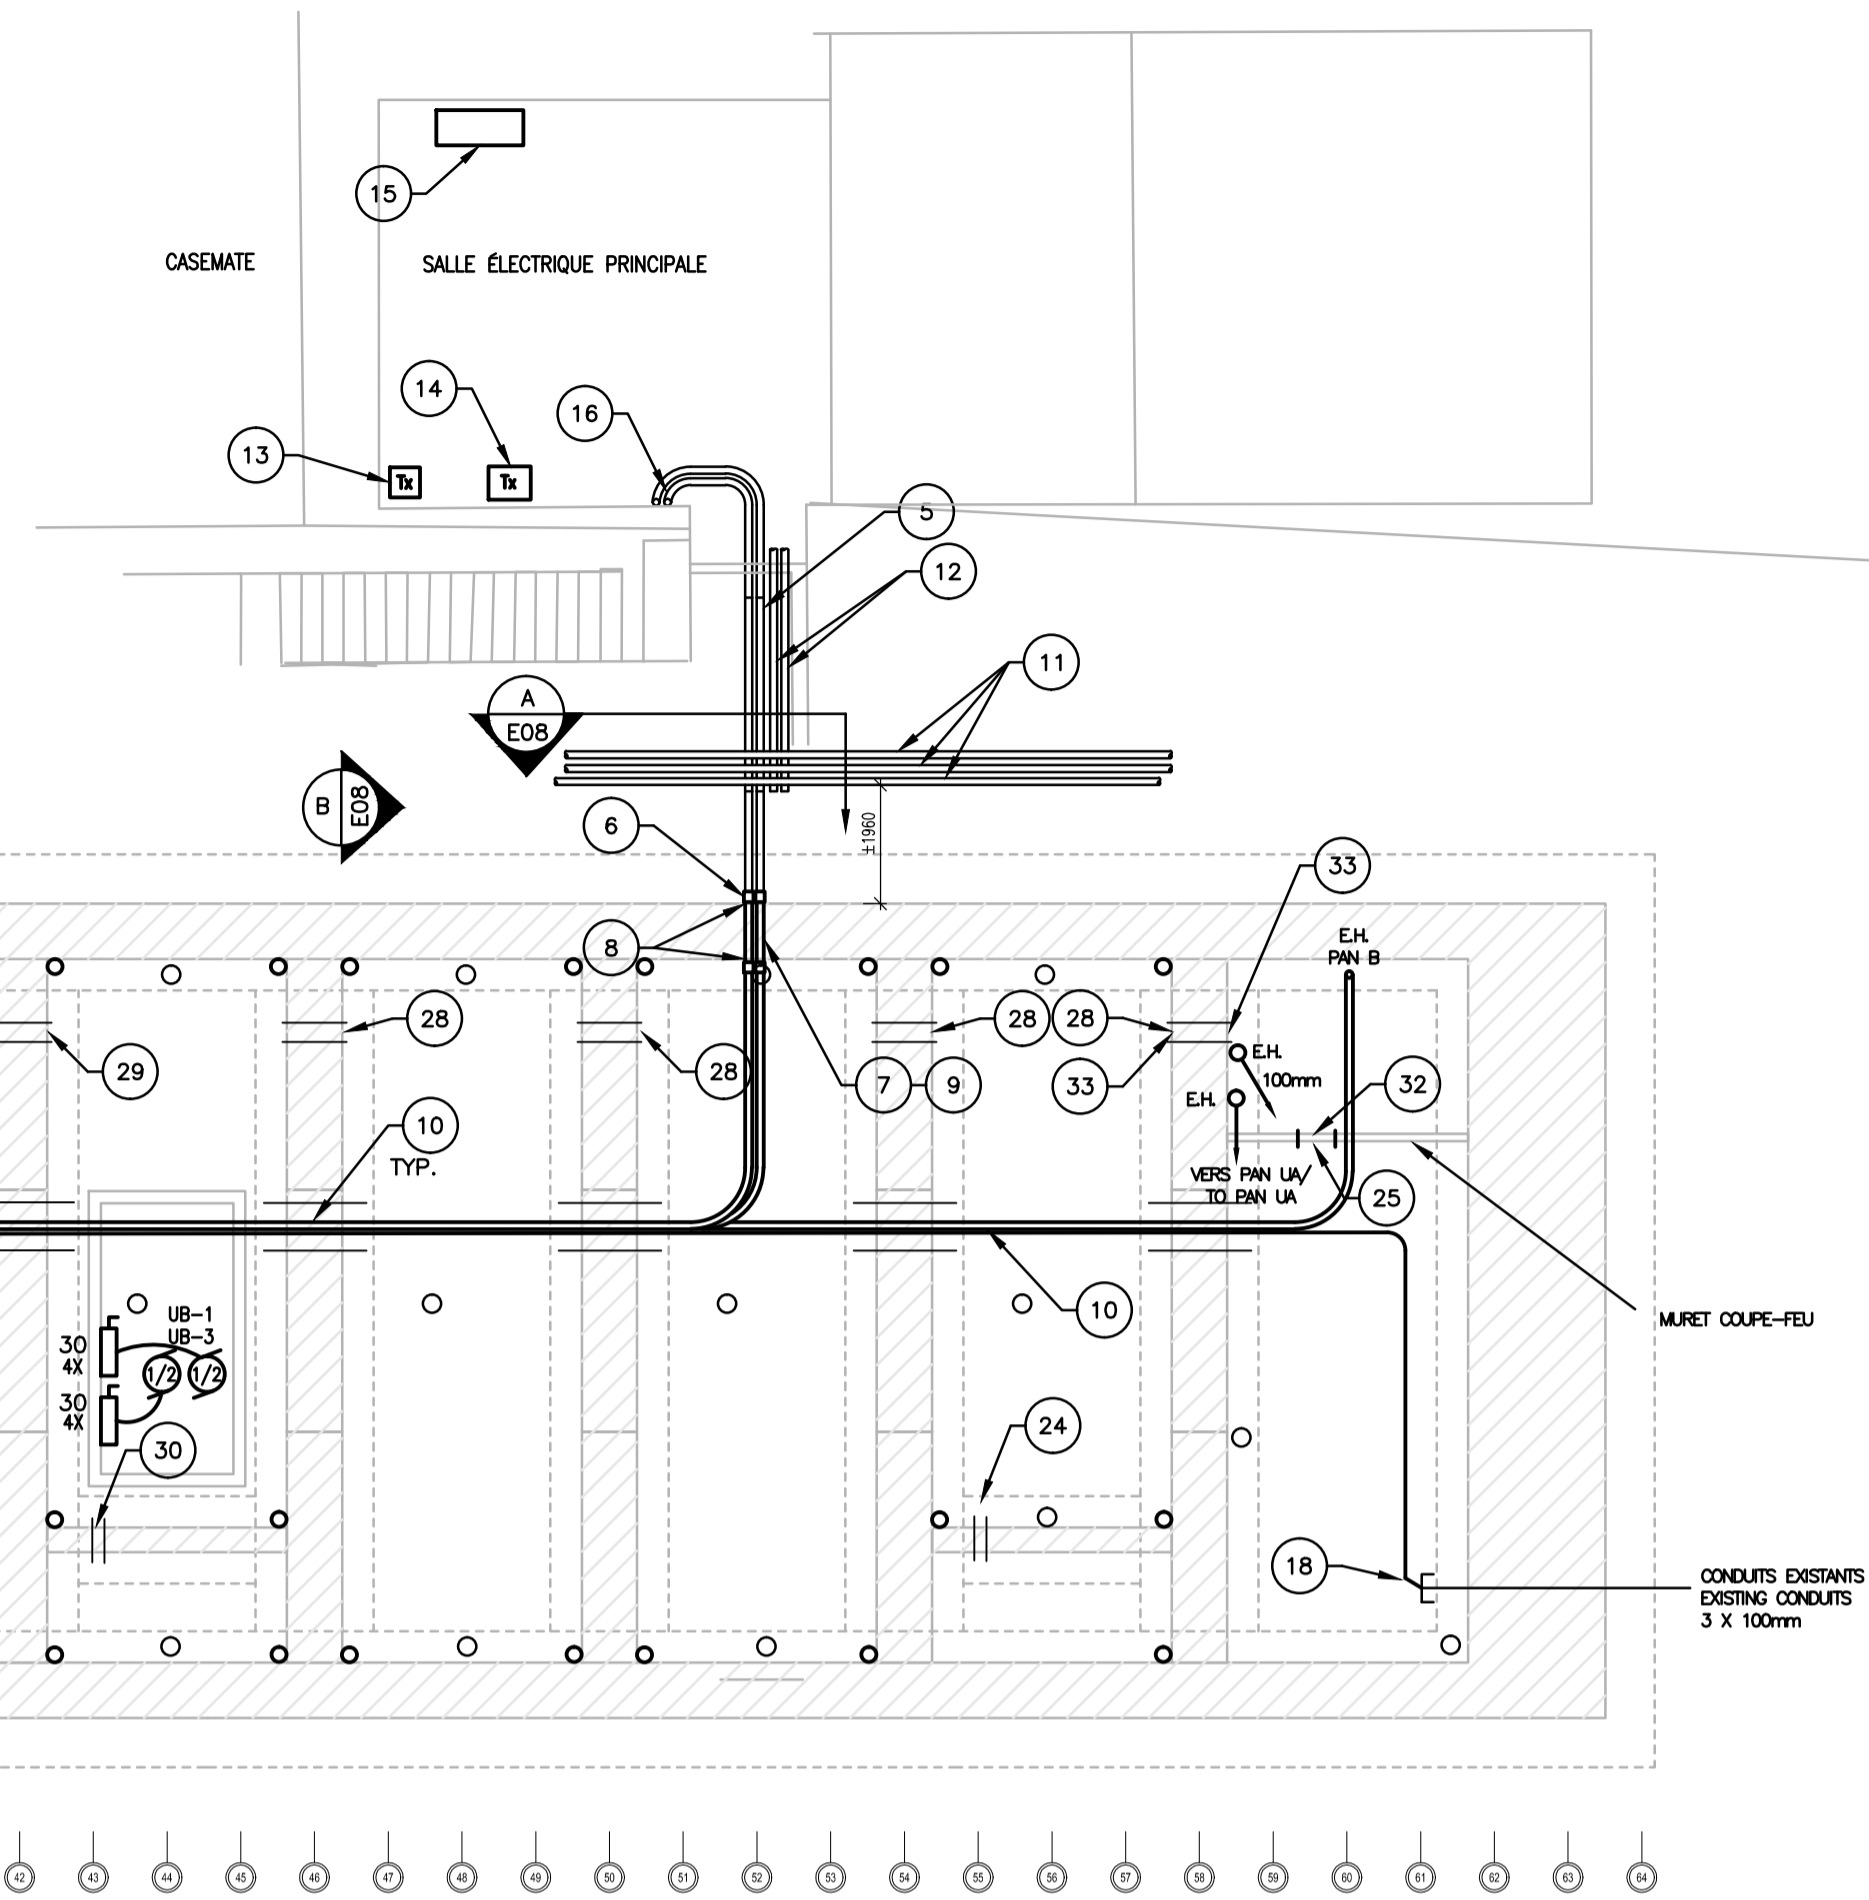 15
CASEMATE
SALLE ÉLECTRIQUE PRINCIPALE
14
16
13
Tx
Tx
5
12
11
A
E08
B
E08
6
±1960
33
8
E.H.
PAN B
28
28
28
29
28
7
9
33
E.H.
100mm
32
E.H.
10
TYP.
VERS PAN UA/
TO PAN UA
25
10
UB-1
UB-3
MURET COUPE-FEU
30
4X
1/2
1/2
30
4X
30
24
18
CONDUITS EXISTANTS
EXISTING CONDUITS
3 X 100mm
42 43 44 45 46 47 48 49 50 51 52 53 54 55 56 57 58 59 60 61 62 63 64